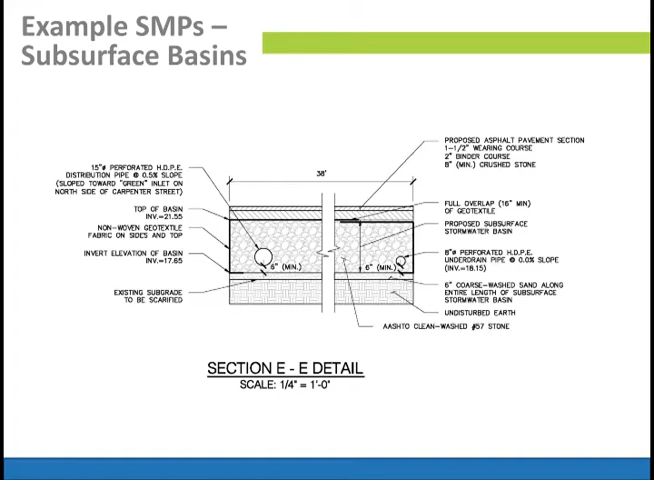 Example SMPs –
Subsurface Basins
15"ø PERFORATED H.D.P.E.
DISTRIBUTION PIPE @ 0.5% SLOPE
(SLOPED TOWARD "GREEN" INLET ON
NORTH SIDE OF CARPENTER STREET)
TOP OF BASIN
INV.=21.55
NON-WOVEN GEOTEXTILE
FABRIC ON SIDES AND TOP
INVERT ELEVATION OF BASIN
INV.=17.65
EXISTING SUBGRADE
TO BE SCARIFIED
38'
6" (MIN.)
6" (MIN.)
PROPOSED ASPHALT PAVEMENT SECTION
1-1/2" WEARING COURSE
2" BINDER COURSE
8" (MIN.) CRUSHED STONE
FULL OVERLAP (16" MIN)
OF GEOTEXTILE
PROPOSED SUBSURFACE
STORMWATER BASIN
8"ø PERFORATED H.D.P.E.
UNDERDRAIN PIPE @ 0.0% SLOPE
(INV.=18.15)
6" COARSE-WASHED SAND ALONG
ENTIRE LENGTH OF SUBSURFACE
STORMWATER BASIN
UNDISTURBED EARTH
AASHTO CLEAN-WASHED #57 STONE
SECTION E - E DETAIL
SCALE: 1/4" = 1'-0"